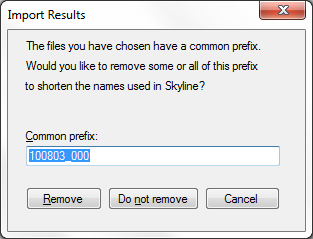 Import Results
The files you have chosen have a common prefix.
Would you like to remove some or all of this prefix
to shorten the names used in Skyline?
Common prefix:
100803_000
Remove Do not remove Cancel